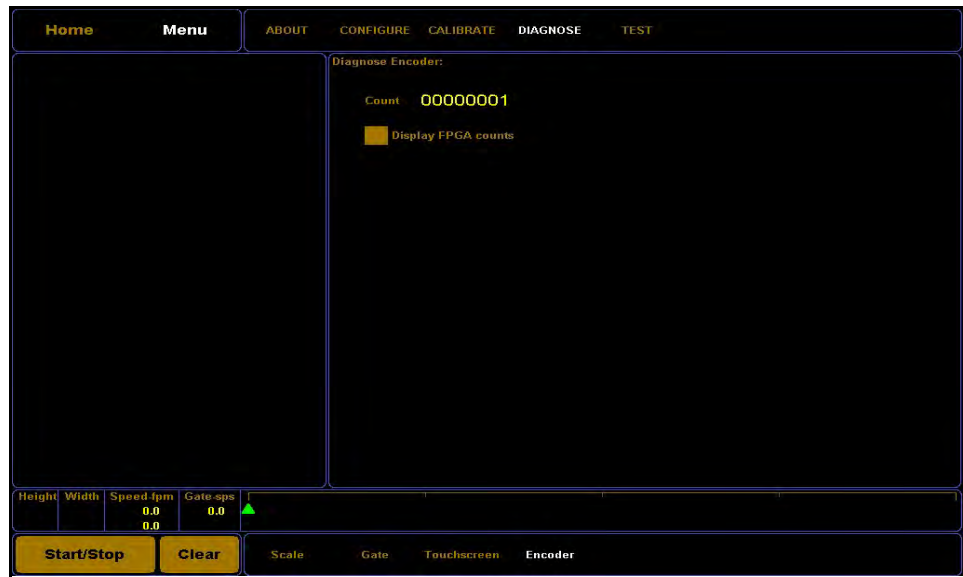 Home Menu ABOUT CONFIGURE CALIBRATE DIAGNOSE TEST
Diagnose Encoder:
Count 00000001
Display FPGA counts
Height Width Speed-fpm Gate-sps
0.0 0.0
0.0
Start/Stop Clear Scale Gate Touchscreen Encoder